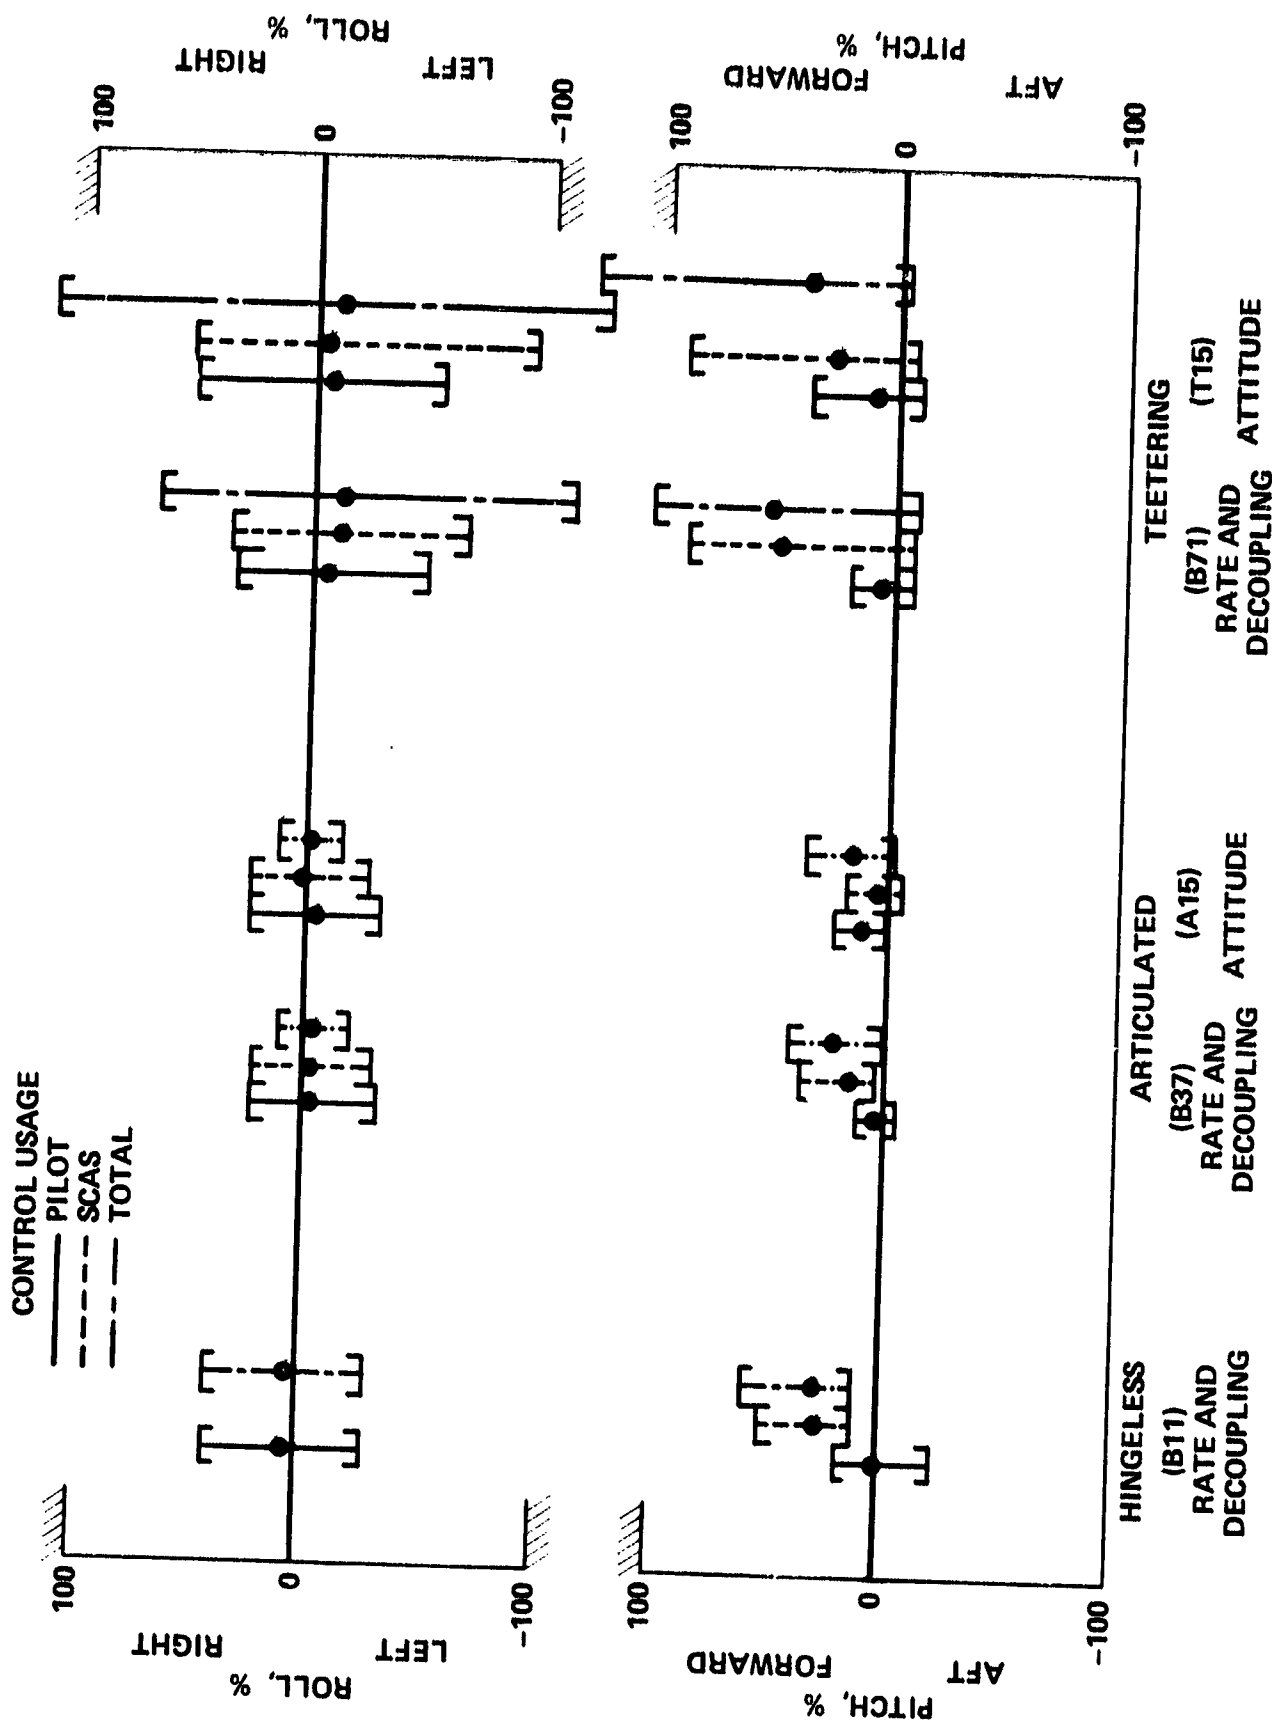 CONTROL USAGE
PILOT
SCAS
TOTAL
ROLL, %
LEFT RIGHT
100
0
-100
ROLL, %
LEFT RIGHT
100
0
-100
PITCH, %
AFT FORWARD
100
0
-100
PITCH, %
AFT FORWARD
100
0
-100
HINGELESS
(B11)
RATE AND
DECOUPLING
ARTICULATED
(B37) (A15)
RATE AND
DECOUPLING ATTITUDE
TEETERING
(B71) (T15)
RATE AND
DECOUPLING ATTITUDE